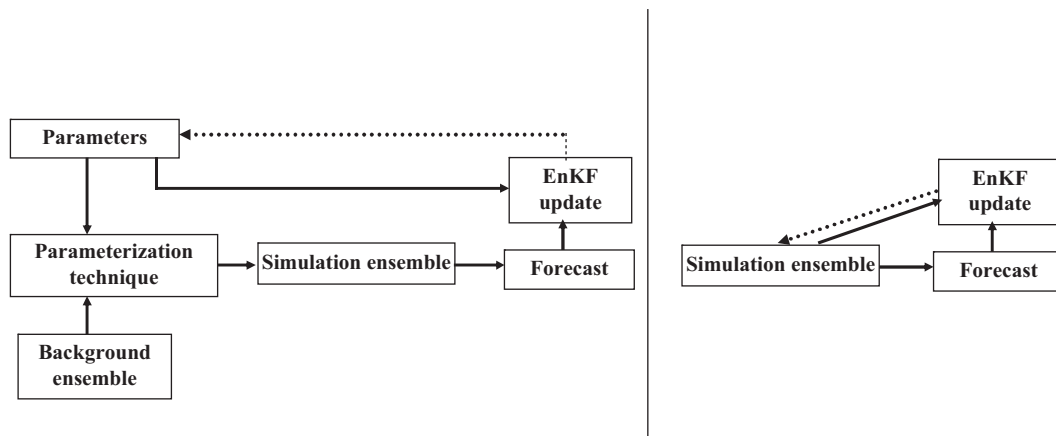 Parameters
EnKF
update
Parameterization
technique
Simulation ensemble
Forecast
Background
ensemble
EnKF
update
Simulation ensemble
Forecast